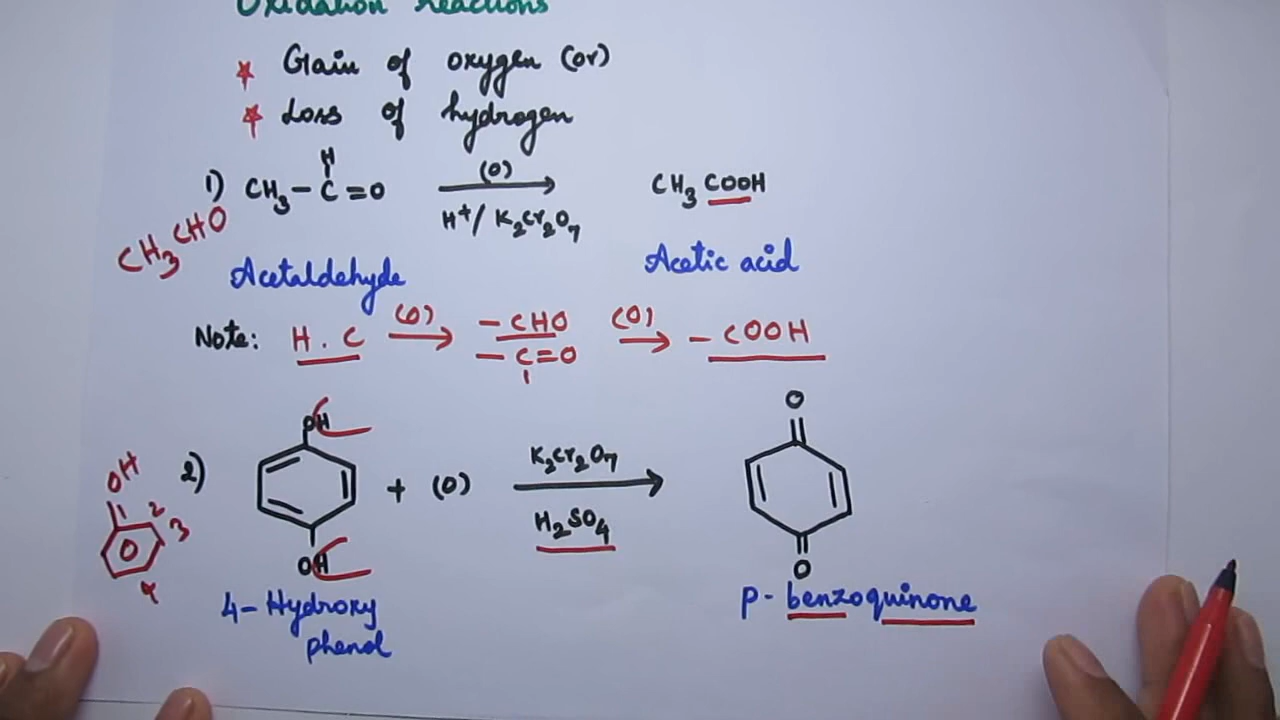 Oxidation Reactions
* Gain of oxygen (or)
* Loss of hydrogen
H
1) CH₃ – C = O (O) CH₃ COOH
H⁺/ K₂Cr₂O₇
CH₃CHO
Acetaldehyde Acetic acid
Note: H . C (O) – CHO (O) – COOH
– C = O
O
OH
OH 2) + (O) K₂Cr₂O₇
1 2 3
4
H₂SO₄
OH O
4- Hydroxy p- benzoquinone
phenol